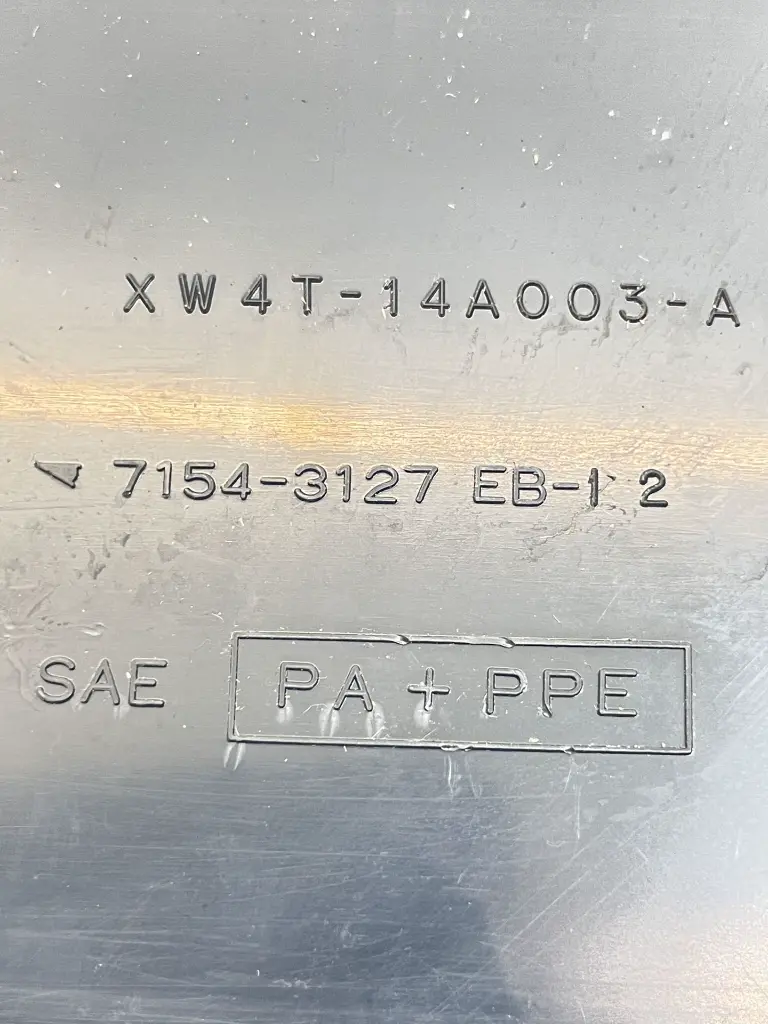 XW4T-14A003-A
7154-3127 EB-1 2
SAE PA+PPE